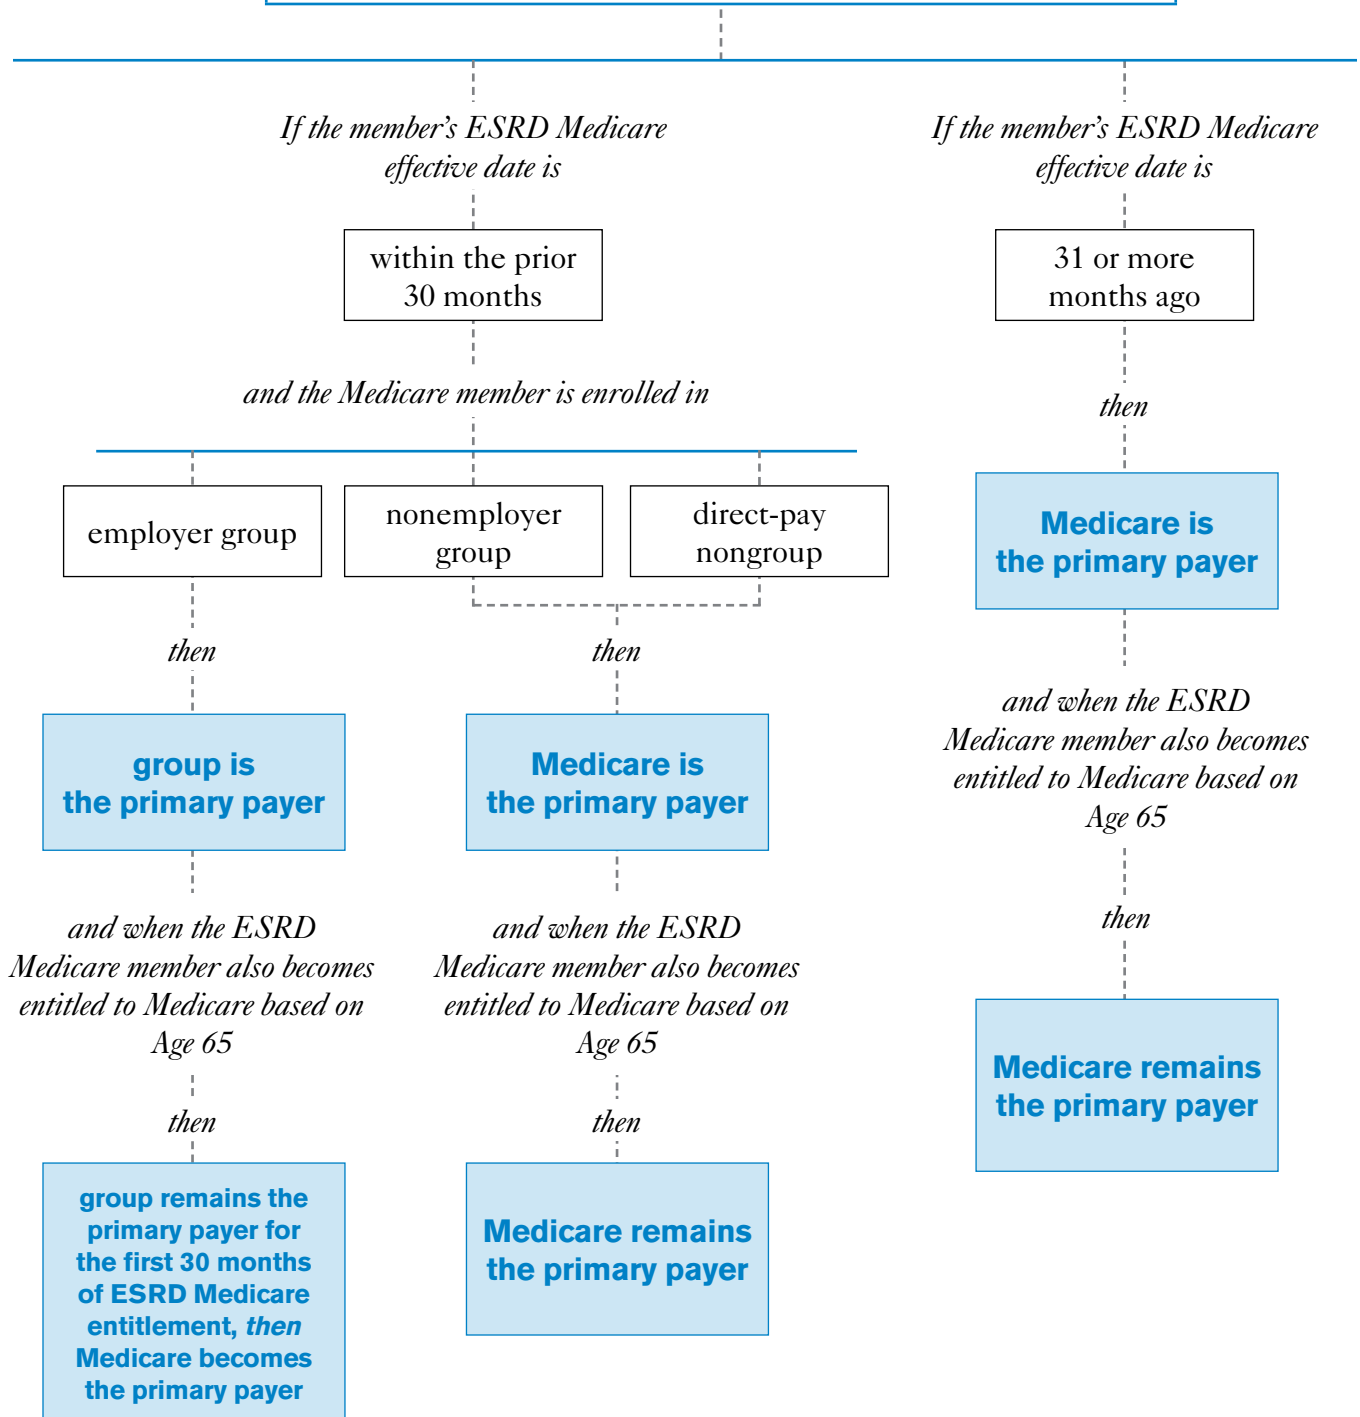 If the member's ESRD Medicare
effective date is
within the prior
30 months
and the Medicare member is enrolled in
employer group
then
group is
the primary payer
and when the ESRD
Medicare member also becomes
entitled to Medicare based on
Age 65
then
group remains the
primary payer for
the first 30 months
of ESRD Medicare
entitlement, then
Medicare becomes
the primary payer
nonemployer
group
direct-pay
nongroup
then
Medicare is
the primary payer
and when the ESRD
Medicare member also becomes
entitled to Medicare based on
Age 65
then
Medicare remains
the primary payer
If the member's ESRD Medicare
effective date is
31 or more
months ago
then
Medicare is
the primary payer
and when the ESRD
Medicare member also becomes
entitled to Medicare based on
Age 65
then
Medicare remains
the primary payer